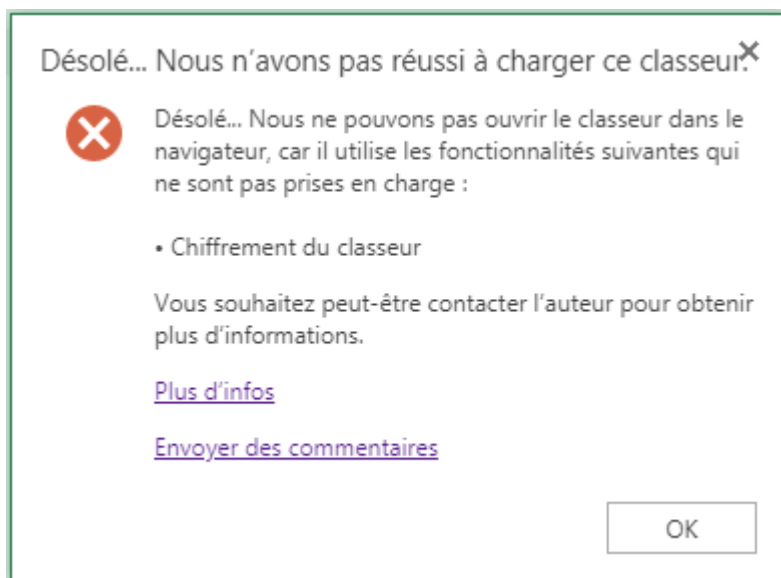 Désolé... Nous n’avons pas réussi à charger ce classeur.
Désolé... Nous ne pouvons pas ouvrir le classeur dans le
navigateur, car il utilise les fonctionnalités suivantes qui
ne sont pas prises en charge :
• Chiffrement du classeur
Vous souhaitez peut-être contacter l’auteur pour obtenir
plus d’informations.
Plus d’infos
Envoyer des commentaires
OK